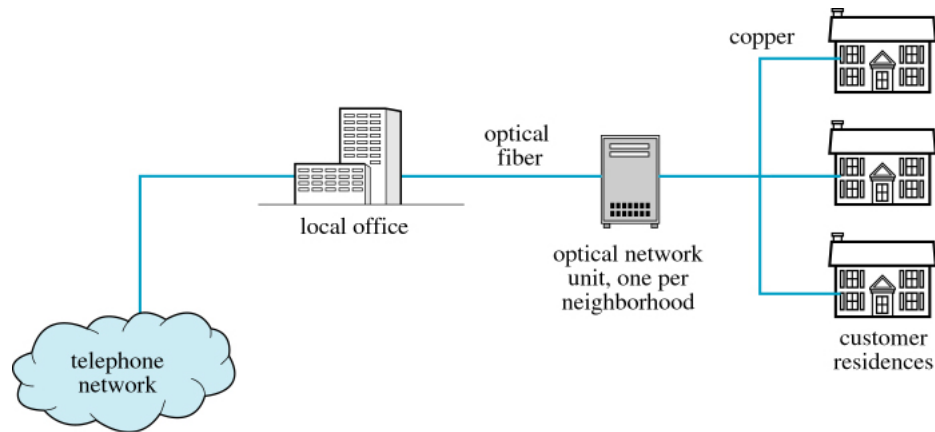 copper
optical
fiber
local office
optical network
unit, one per
neighborhood
customer
residences
telephone
network